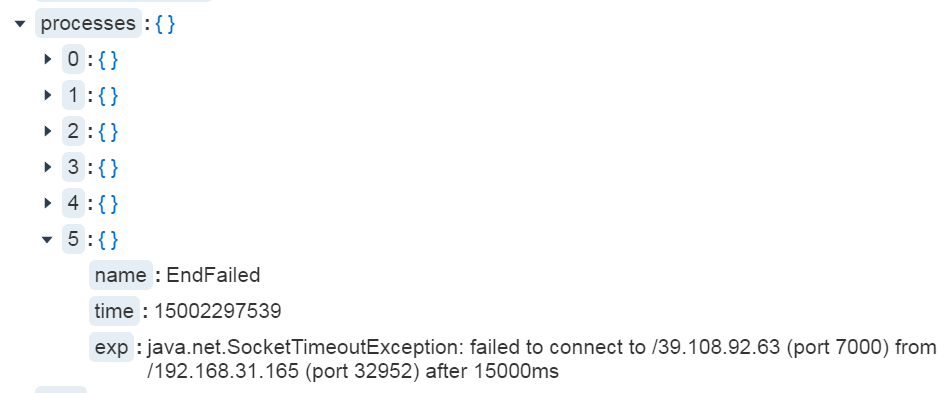 processes : { }
0 : { }
1 : { }
2 : { }
3 : { }
4 : { }
5 : { }
name : EndFailed
time : 15002297539
exp : java.net.SocketTimeoutException: failed to connect to /39.108.92.63 (port 7000) from
/192.168.31.165 (port 32952) after 15000ms